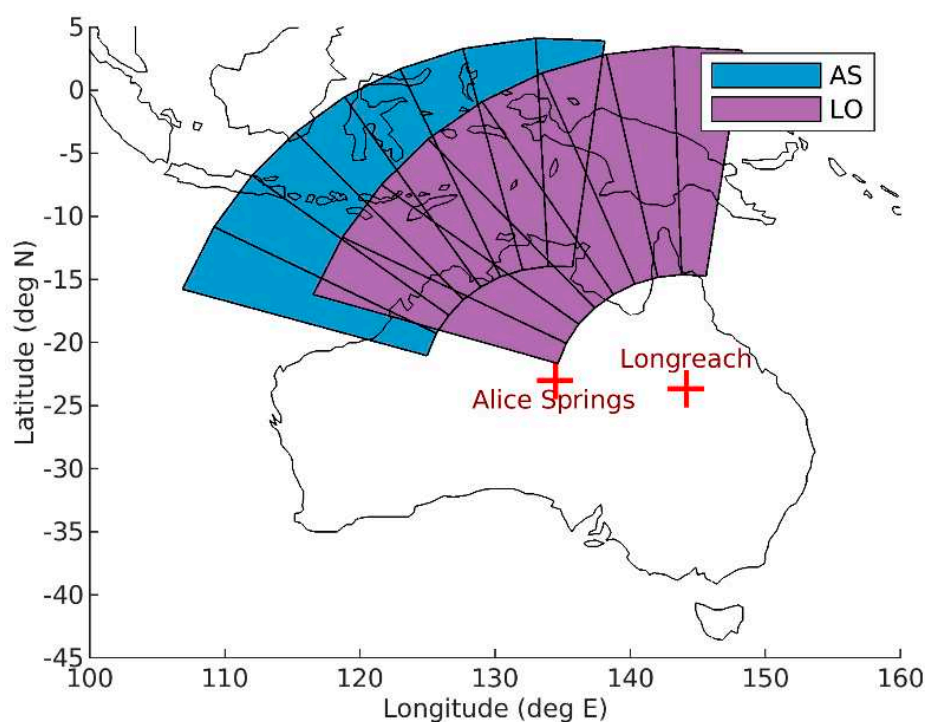 5
0
-5
-10
-15
-20
-25
-30
-35
-40
-45
Latitude (deg N)
AS
LO
Longreach
Alice Springs
100 110 120 130 140 150 160
Longitude (deg E)